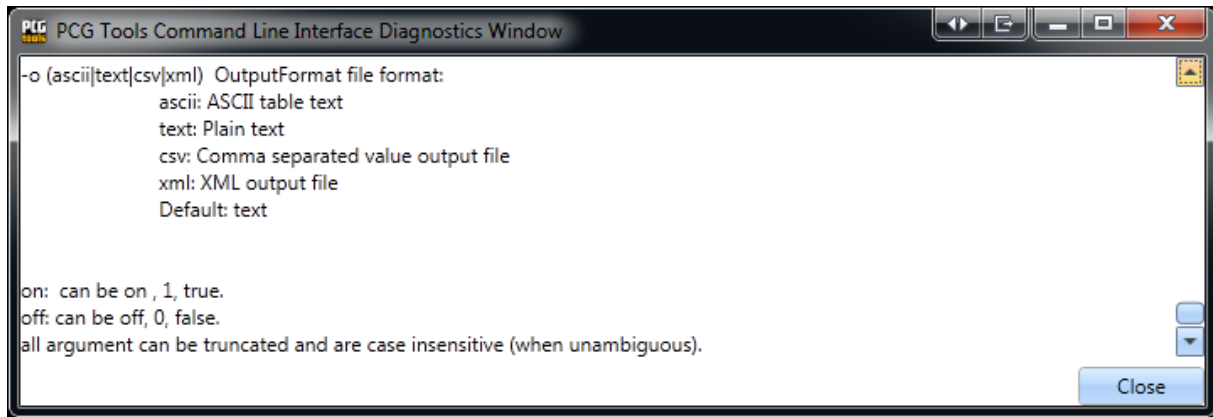 PCG TOOLS PCG Tools Command Line Interface Diagnostics Window
-o (ascii|text|csv|xml)  OutputFormat file format:
ascii: ASCII table text
text: Plain text
csv: Comma separated value output file
xml: XML output file
Default: text
on:  can be on , 1, true.
off: can be off, 0, false.
all argument can be truncated and are case insensitive (when unambiguous).
Close